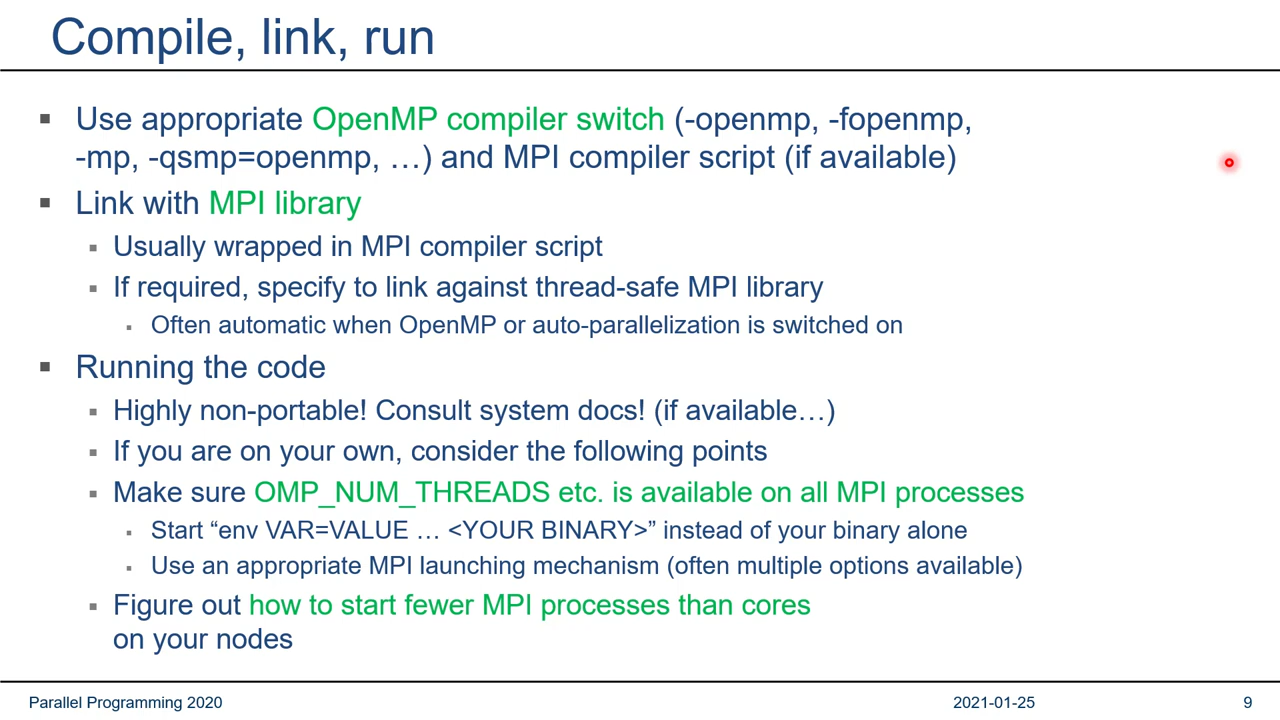 Compile, link, run
Use appropriate OpenMP compiler switch (-openmp, -fopenmp,
-mp, -qsmp=openmp, …) and MPI compiler script (if available)
Link with MPI library
Usually wrapped in MPI compiler script
If required, specify to link against thread-safe MPI library
Often automatic when OpenMP or auto-parallelization is switched on
Running the code
Highly non-portable! Consult system docs! (if available…)
If you are on your own, consider the following points
Make sure OMP_NUM_THREADS etc. is available on all MPI processes
Start “env VAR=VALUE … <YOUR BINARY>” instead of your binary alone
Use an appropriate MPI launching mechanism (often multiple options available)
Figure out how to start fewer MPI processes than cores
on your nodes
Parallel Programming 2020
2021-01-25
9